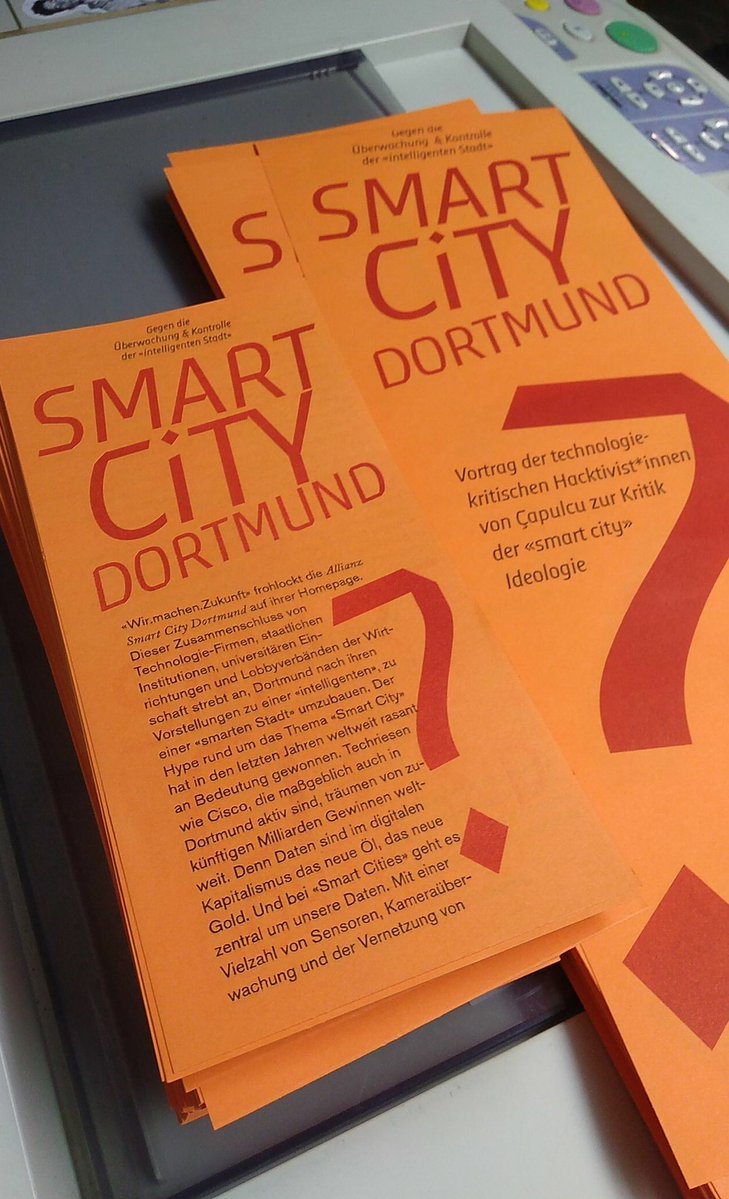 Gegen die
Überwachung & Kontrolle
der «intelligenten Stadt»
SMART
CiTY
DORTMUND
?
«Wir.machen.Zukunft» frohlockt die Allianz
Smart City Dortmund auf ihrer Homepage.
Dieser Zusammenschluss von
Technologie-Firmen, staatlichen
Institutionen, universitären Ein-
richtungen und Lobbyverbänden der Wirt-
schaft strebt an, Dortmund nach ihren
Vorstellungen zu einer «intelligenten», zu
einer «smarten Stadt» umzubauen. Der
Hype rund um das Thema «Smart City»
hat in den letzten Jahren weltweit rasant
an Bedeutung gewonnen. Techriesen
wie Cisco, die maßgeblich auch in
Dortmund aktiv sind, träumen von zu-
künftigen Milliarden Gewinnen welt-
weit. Denn Daten sind im digitalen
Kapitalismus das neue Öl, das neue
Gold. Und bei «Smart Cities» geht es
zentral um unsere Daten. Mit einer
Vielzahl von Sensoren, Kameraüber-
wachung und der Vernetzung von
S
Gegen die
Überwachung & Kontrolle
der «intelligenten Stadt»
SMART
CiTY
DORTMUND
?
Vortrag der technologie-
kritischen Hacktivist*innen
von Çapulcu zur Kritik
der «smart city»
Ideologie